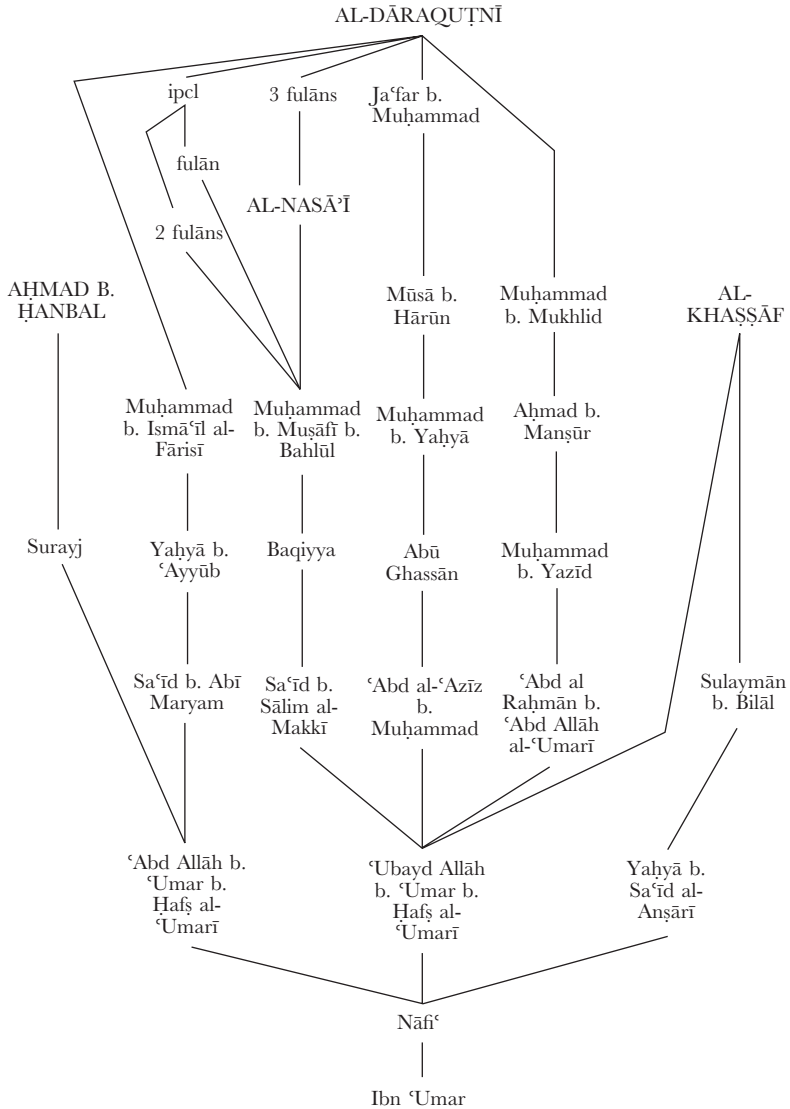 AL-DĀRAQUṬNĪ
ipcl
3 fulāns
Jaʿfar b.
Muḥammad
fulān
AL-NASĀʾĪ
2 fulāns
AḤMAD B.
ḤANBAL
Mūsā b.
Hārūn
Muḥammad
b. Mukhlid
AL-
KHAṢṢĀF
Muḥammad
b. Ismāʿīl al-
Fārisī
Muḥammad
b. Muṣāfī b.
Bahlūl
Muḥammad
b. Yaḥyā
Aḥmad b.
Manṣūr
Surayj
Yaḥyā b.
ʿAyyūb
Baqiyya
Abū
Ghassān
Muḥammad
b. Yazīd
Saʿīd b. Abī
Maryam
Saʿīd b.
Sālim al-
Makkī
ʿAbd al-ʿAzīz
b.
Muḥammad
ʿAbd al
Raḥmān b.
ʿAbd Allāh
al-ʿUmarī
Sulaymān
b. Bilāl
ʿAbd Allāh b.
ʿUmar b.
Ḥafṣ al-
ʿUmarī
ʿUbayd Allāh
b. ʿUmar b.
Ḥafṣ al-
ʿUmarī
Yaḥyā b.
Saʿīd al-
Anṣārī
Nāfiʿ
Ibn ʿUmar